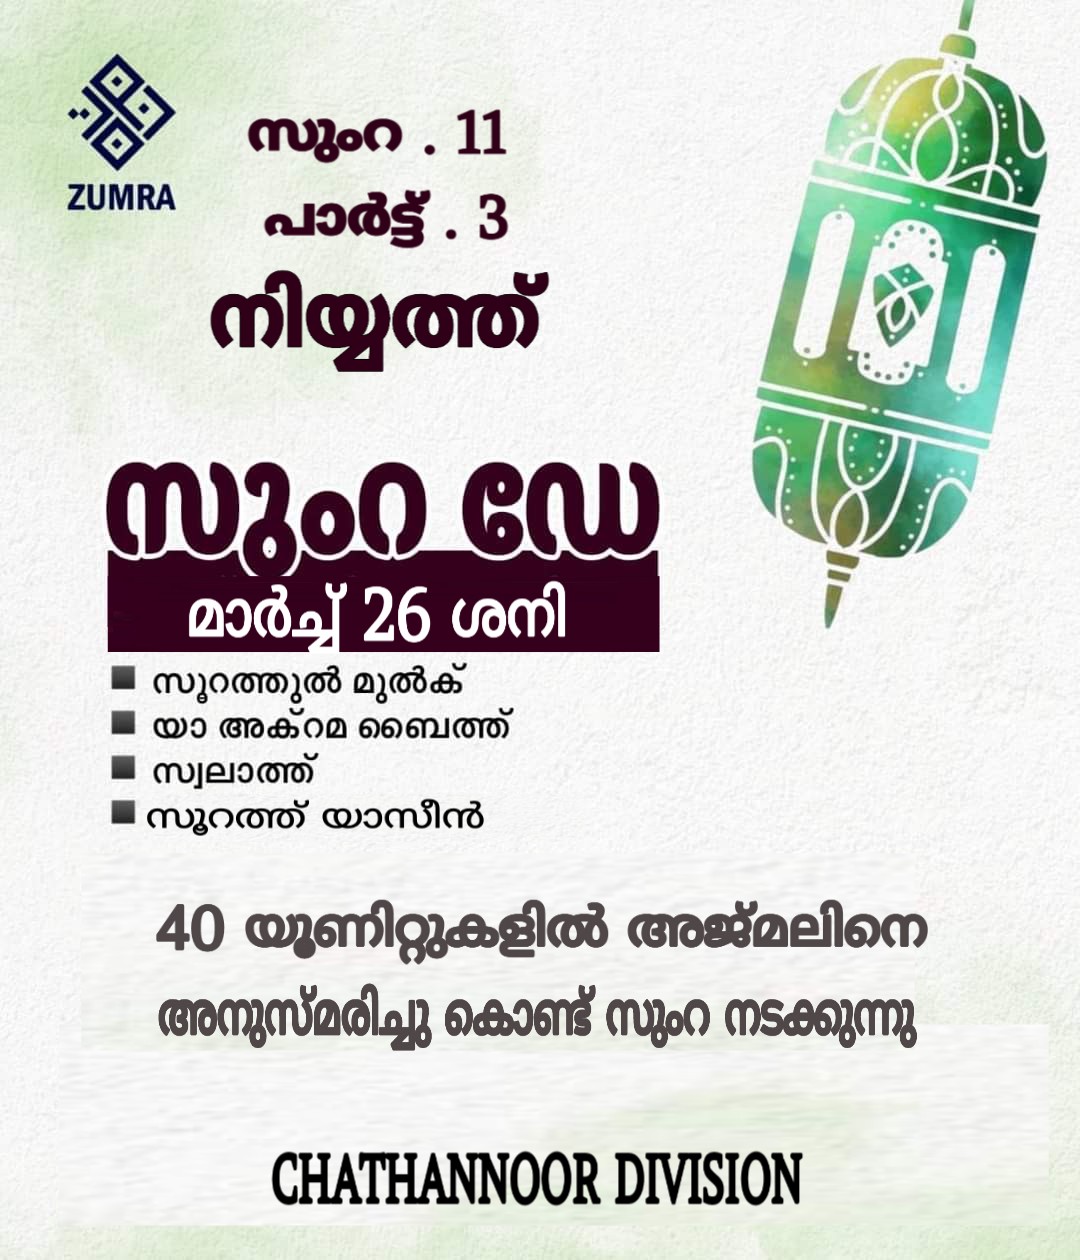 ZUMRA
സുംറ . 11
പാർട്ട് . 3
നിയ്യത്ത്
സുംറ ഡേ
മാർച്ച് 26 ശനി
സൂറത്തുൽ മുൽക്
യാ അക്റമ ബൈത്ത്
സ്വലാത്ത്
സൂറത്ത് യാസീൻ
40 യൂണിറ്റുകളിൽ അജ്മലിനെ
അനുസ്മരിച്ചു കൊണ്ട് സുംറ നടക്കുന്നു
CHATHANNOOR DIVISION